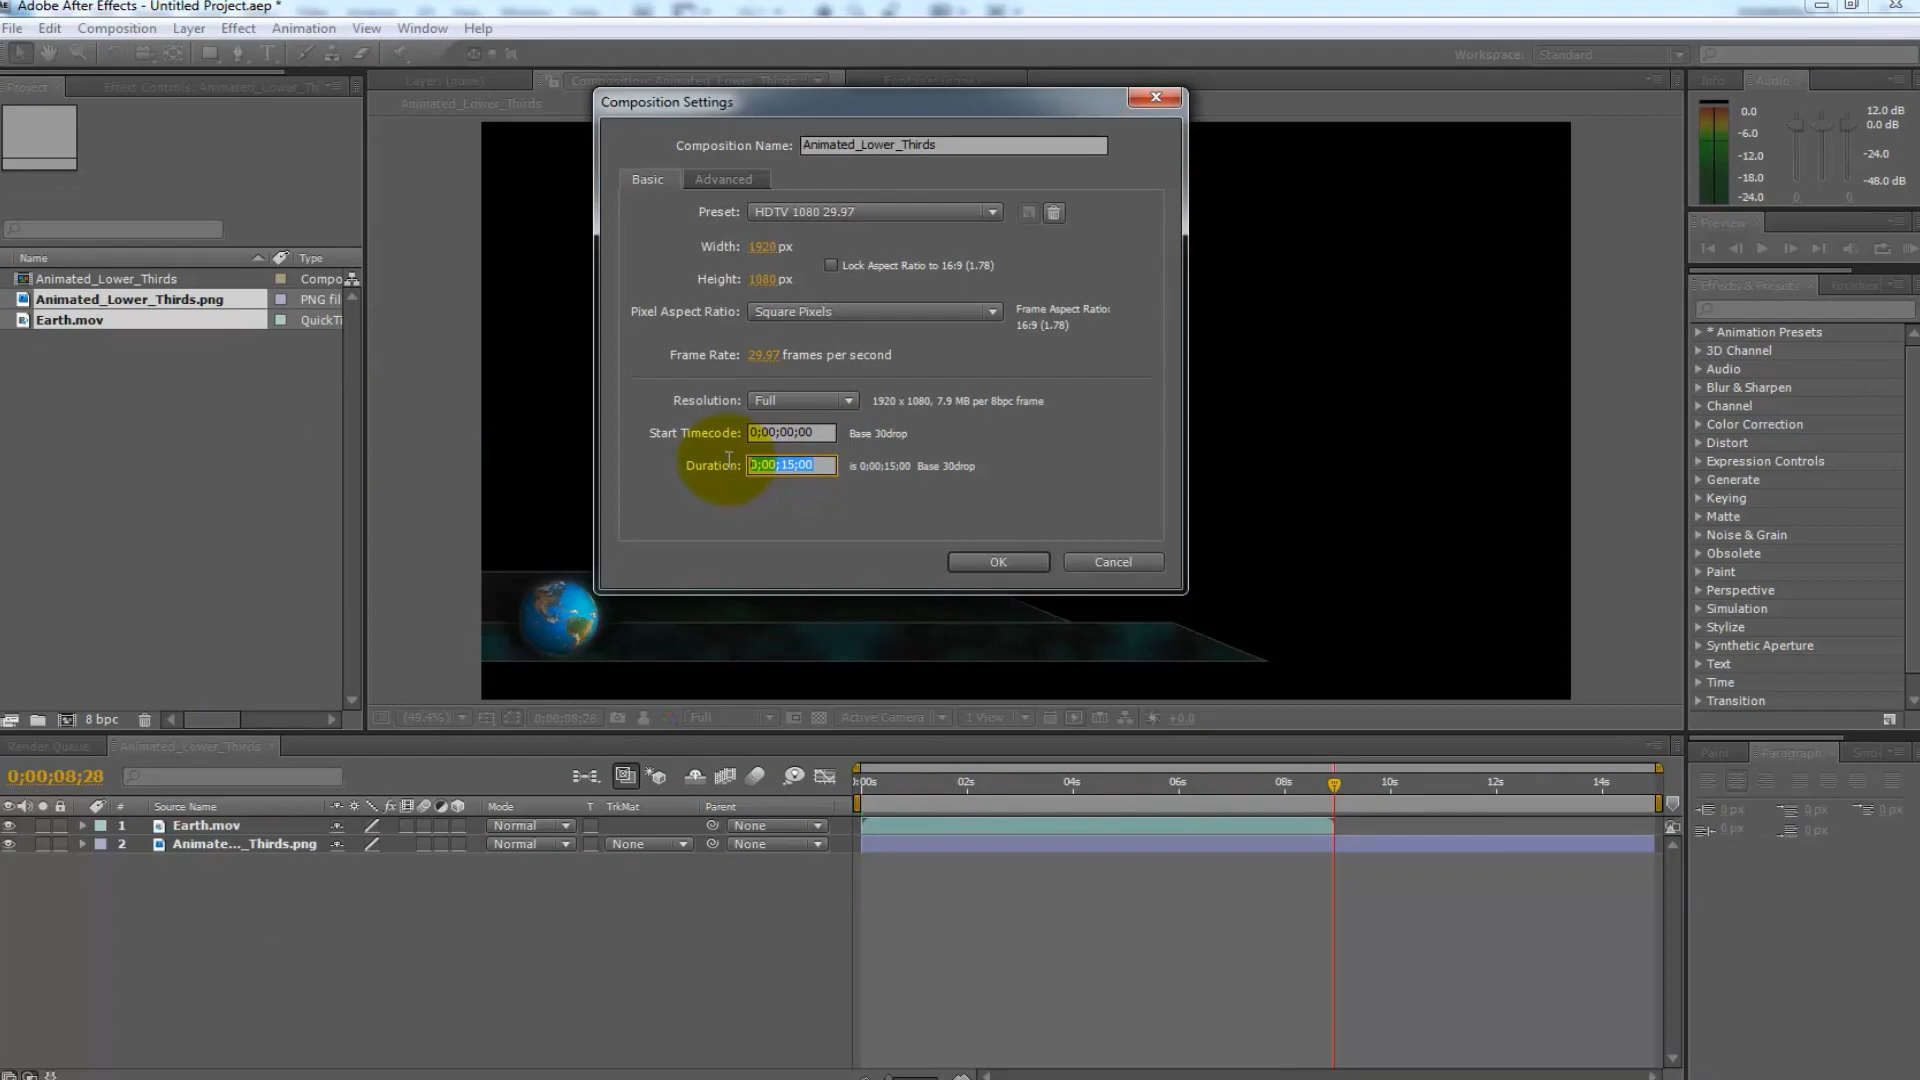 Adobe After Effects - Untitled Project.aep *
File Edit Composition Layer Effect Animation View Window Help
Workspace: Standard
Project Effect Controls: Animated_Lower_Th
Layer: (none) Composition: Animated_Lower_Thirds Footage: (none)
Info Audio
Animated_Lower_Thirds
Composition Settings
Composition Name: Animated_Lower_Thirds
Basic Advanced
Preset: HDTV 1080 29.97
Width: 1920 px
Lock Aspect Ratio to 16:9 (1.78)
Height: 1080 px
Pixel Aspect Ratio: Square Pixels
Frame Aspect Ratio:
16:9 (1.78)
Frame Rate: 29.97 frames per second
Resolution: Full 1920 x 1080, 7.9 MB per 8bpc frame
Start Timecode: 0;00;00;00 Base 30drop
Duration: 0;00;15;00 is 0;00;15;00 Base 30drop
OK Cancel
0.0
-6.0
-12.0
-18.0
-24.0
12.0 dB
0.0 dB
-24.0
-48.0 dB
0 0 0
Preview
Effects & Presets Brushes
* Animation Presets
3D Channel
Audio
Blur & Sharpen
Channel
Color Correction
Distort
Expression Controls
Generate
Keying
Matte
Noise & Grain
Obsolete
Paint
Perspective
Simulation
Stylize
Synthetic Aperture
Text
Time
Transition
Name Type
Animated_Lower_Thirds Compo
Animated_Lower_Thirds.png PNG fil
Earth.mov QuickTi
8 bpc
(49.4%) 0;00;08;28 Full Active Camera 1 View +0.0
Render Queue Animated_Lower_Thirds
0;00;08;28
# Source Name fx Mode T TrkMat Parent
1 Earth.mov Normal None
2 Animate..._Thirds.png Normal None None
:00s 02s 04s 06s 08s 10s 12s 14s
Paint Paragraph
0 px 0 px 0 px
0 px 0 px